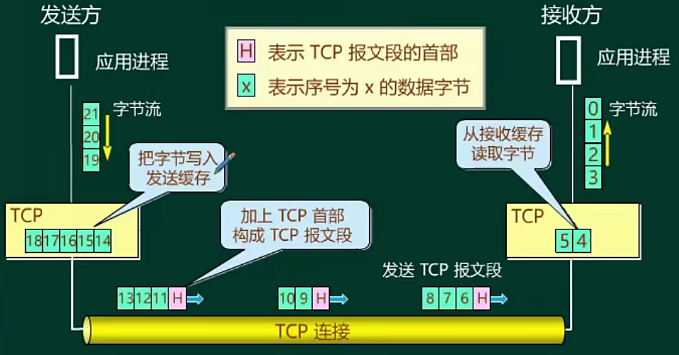 发送方
接收方
应用进程
应用进程
H 表示 TCP 报文段的首部
x 表示序号为 x 的数据字节
21
20
19
字节流
0
1
2
3
字节流
把字节写入
发送缓存
从接收缓存
读取字节
TCP
18 17 16 15 14
加上 TCP 首部
构成 TCP 报文段
TCP
5 4
发送 TCP 报文段
13 12 11 H
10 9 H
8 7 6 H
TCP 连接